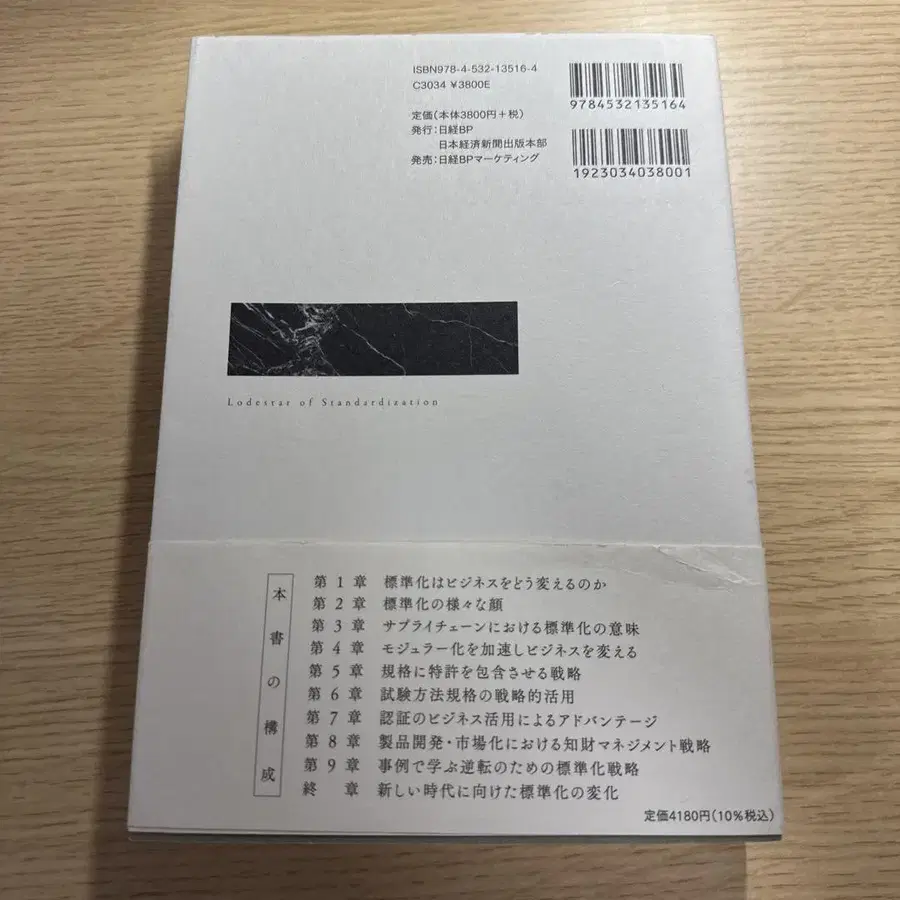 ISBN978-4-532-13516-4
C3034 ¥3800E
定価(本体3800円+税)
発行:日経BP
日本経済新聞出版本部
発売:日経BPマーケティング
9784532135164
1923034038001
Lodestar of Standardization
本書の構成
第1章 標準化はビジネスをどう変えるのか
第2章 標準化の様々な顔
第3章 サプライチェーンにおける標準化の意味
第4章 モジュラー化を加速しビジネスを変える
第5章 規格に特許を包含させる戦略
第6章 試験方法規格の戦略的活用
第7章 認証のビジネス活用によるアドバンテージ
第8章 製品開発・市場化における知財マネジメント戦略
第9章 事例で学ぶ逆転のための標準化戦略
終章 新しい時代に向けた標準化の変化
定価4180円(10%税込)